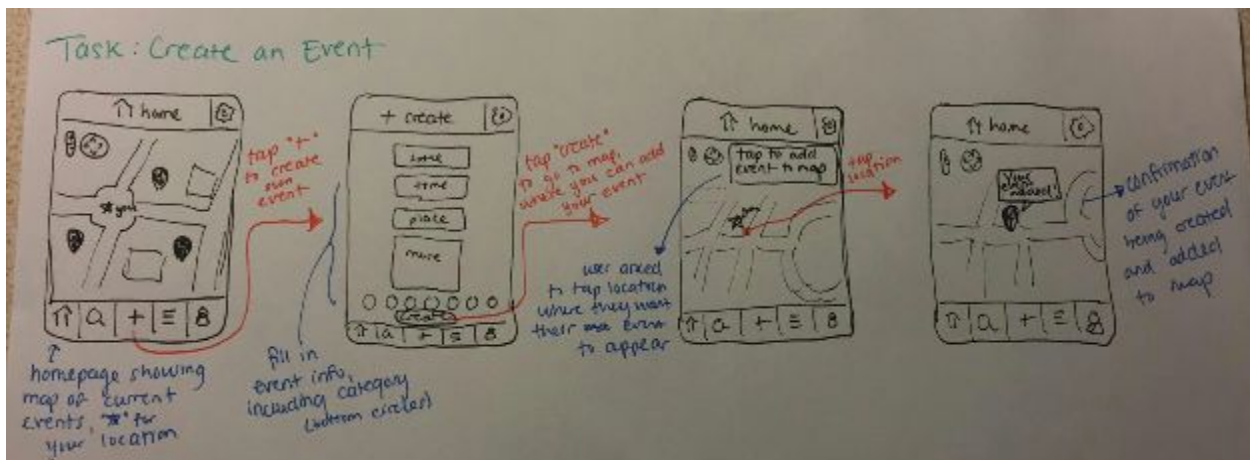 Task: Create an Event
⇑ home
you
tap "+"
to create
own
event
homepage showing
map of current
events, "★" for
your location
+ create
time
place
more
create
fill in
event info,
including category
(bottom circles)
tap "create"
to go to map,
where you can add
your event
⇑ home
tap to add
event to map
you
user asked
to tap location
where they want
their event
to appear
tap
location
⇑ home
your
event
added!
confirmation
of your event
being created
and added
to map